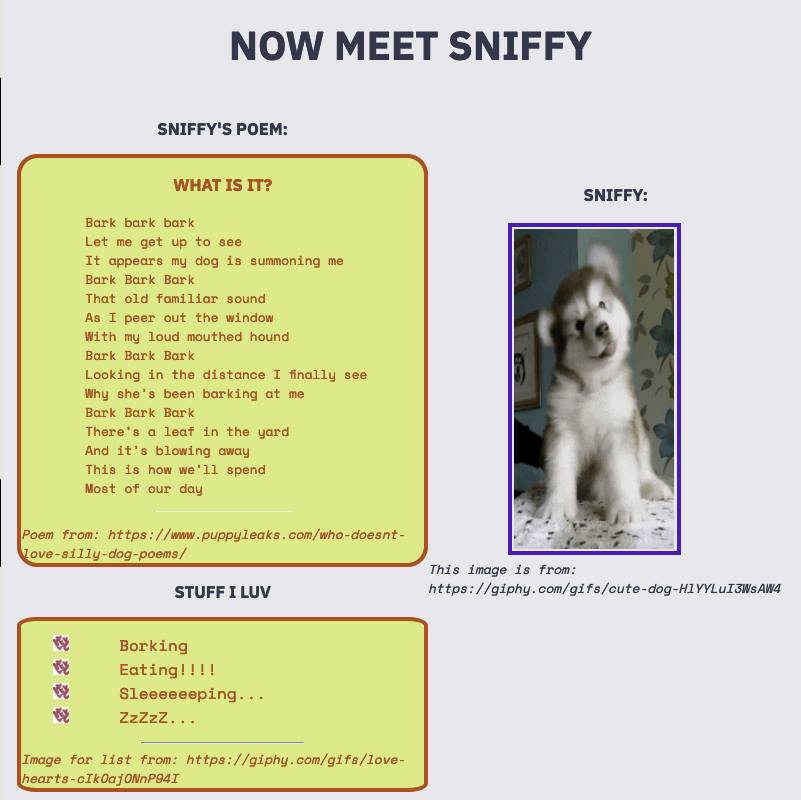 NOW MEET SNIFFY
SNIFFY'S POEM:
WHAT IS IT?
Bark bark bark
Let me get up to see
It appears my dog is summoning me
Bark Bark Bark
That old familiar sound
As I peer out the window
With my loud mouthed hound
Bark Bark Bark
Looking in the distance I finally see
Why she's been barking at me
Bark Bark Bark
There's a leaf in the yard
And it's blowing away
This is how we'll spend
Most of our day
Poem from: https://www.puppyleaks.com/who-doesnt-
love-silly-dog-poems/
SNIFFY:
This image is from:
https://giphy.com/gifs/cute-dog-HlYYLuI3WsAW4
STUFF I LUV
Borking
Eating!!!!
Sleeeeeeping...
ZzZzZ...
Image for list from: https://giphy.com/gifs/love-
hearts-cIkOajONnP94I